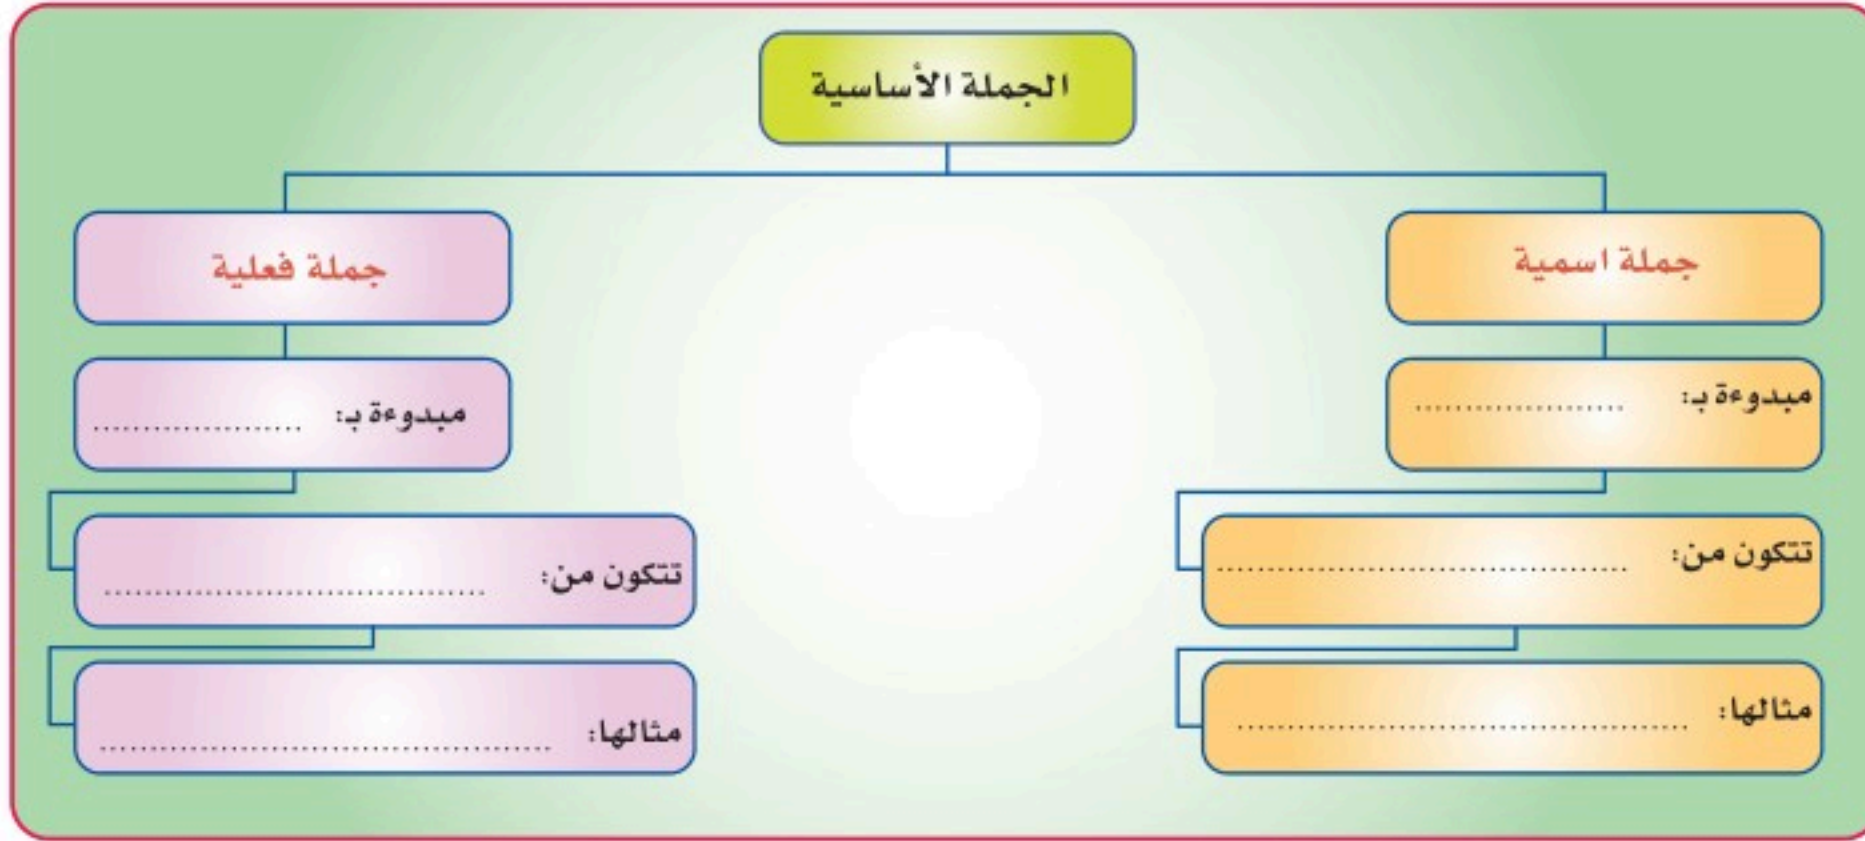 الجملة الأساسية
جملة اسمية
مبدوءة بـ: .....................
تتكون من: .........................................
مثالها: .............................................
جملة فعلية
مبدوءة بـ: .....................
تتكون من: ......................................
مثالها: .............................................